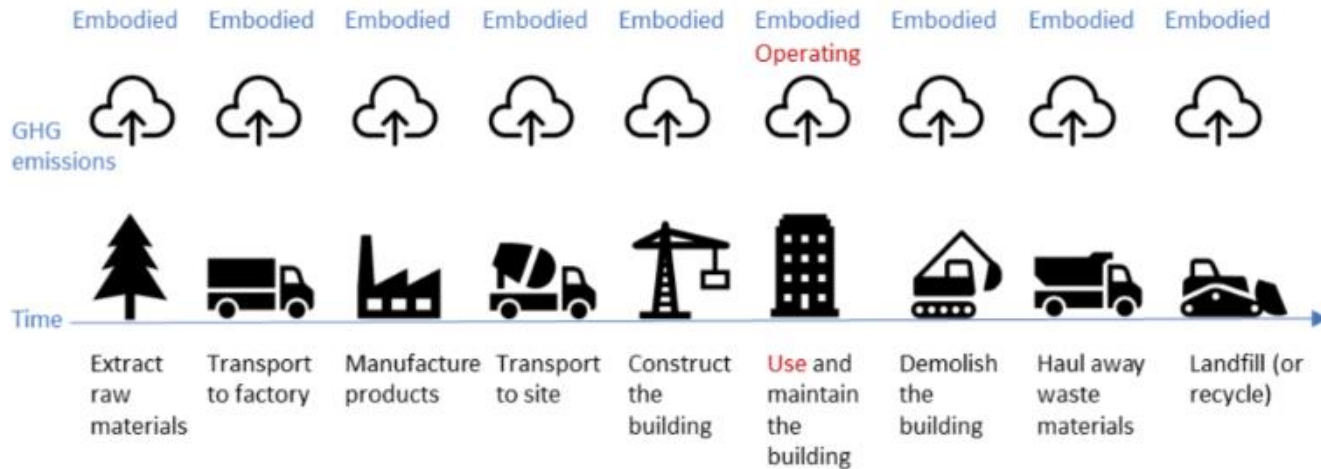 Embodied Embodied Embodied Embodied Embodied Embodied Embodied Embodied Embodied
Operating
GHG
emissions
Time
Extract
raw
materials
Transport
to factory
Manufacture
products
Transport
to site
Construct
the
building
Use and
maintain
the
building
Demolish
the
building
Haul away
waste
materials
Landfill (or
recycle)